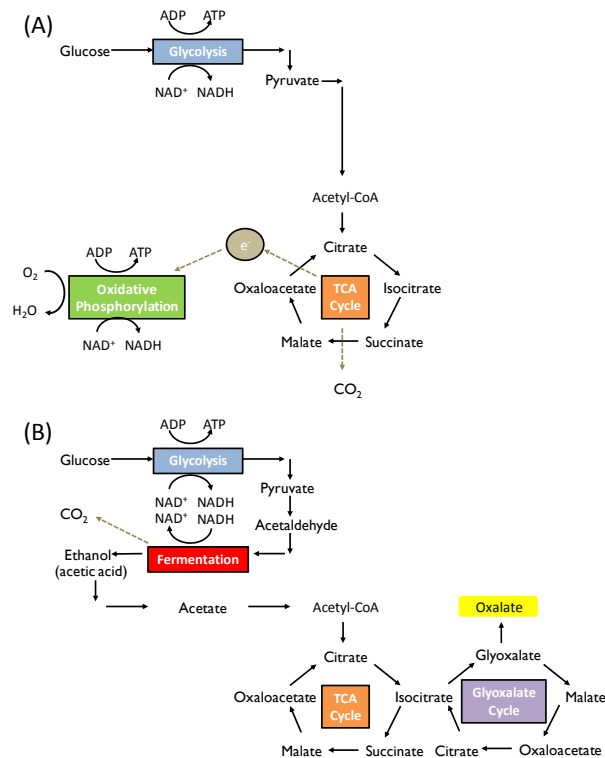 (A)
ADP ATP
Glucose Glycolysis
NAD⁺ NADH
Pyruvate
Acetyl-CoA
e⁻
Citrate
ADP ATP
O₂
Oxidative
Phosphorylation
H₂O
NAD⁺ NADH
Oxaloacetate TCA
Cycle Isocitrate
Malate Succinate
CO₂
(B)
ADP ATP
Glucose Glycolysis
Pyruvate
NAD⁺ NADH
NAD⁺ NADH
CO₂
Acetaldehyde
Ethanol
(acetic acid)
Fermentation
Acetate Acetyl-CoA Oxalate
Citrate Glyoxalate
Oxaloacetate TCA
Cycle Isocitrate Glyoxalate
Cycle Malate
Malate Succinate Citrate Oxaloacetate